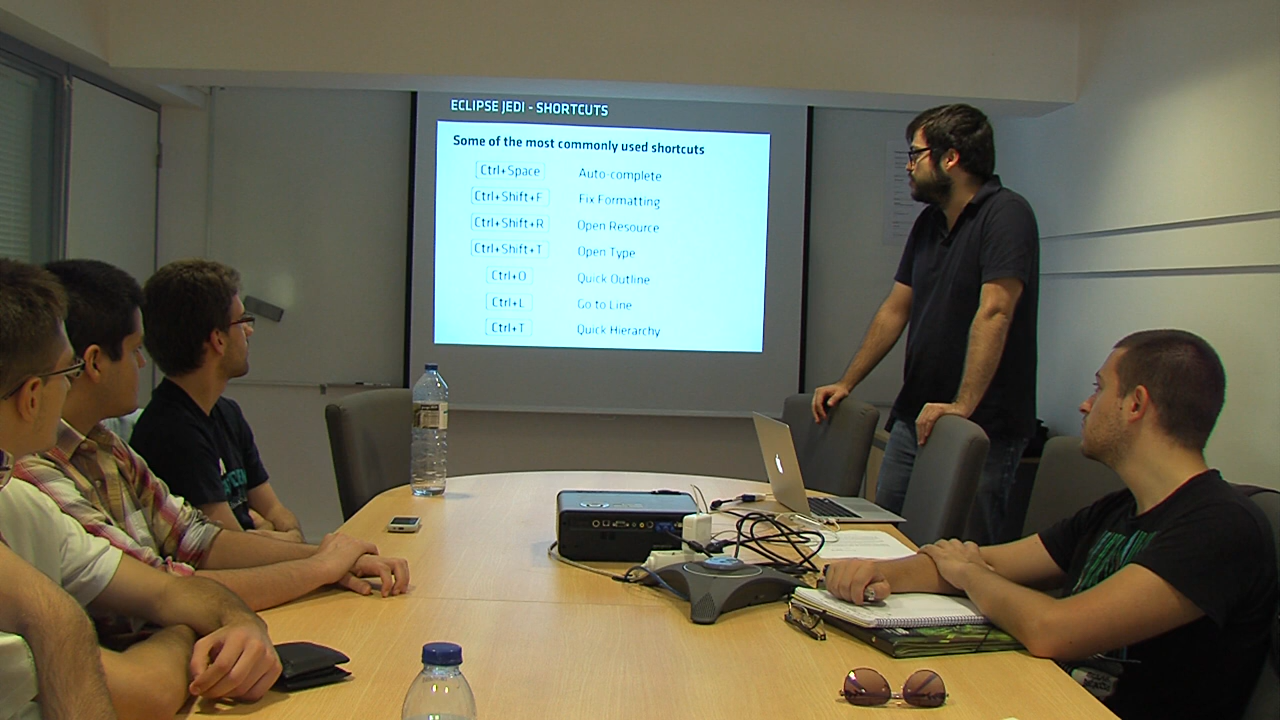 ECLIPSE JEDI - SHORTCUTS
Some of the most commonly used shortcuts
Ctrl+Space Auto-complete
Ctrl+Shift+F Fix Formatting
Ctrl+Shift+R Open Resource
Ctrl+Shift+T Open Type
Ctrl+O Quick Outline
Ctrl+L Go to Line
Ctrl+T Quick Hierarchy